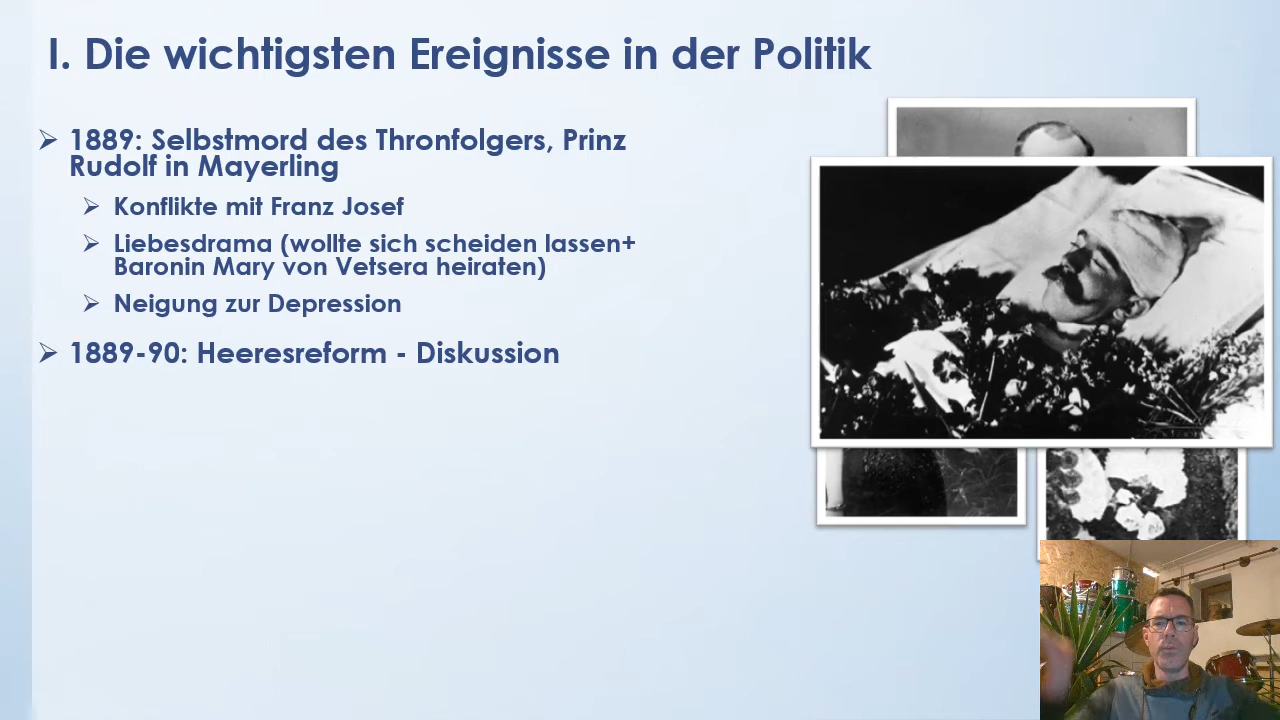 I. Die wichtigsten Ereignisse in der Politik
1889: Selbstmord des Thronfolgers, Prinz
Rudolf in Mayerling
Konflikte mit Franz Josef
Liebesdrama (wollte sich scheiden lassen+
Baronin Mary von Vetsera heiraten)
Neigung zur Depression
1889-90: Heeresreform - Diskussion